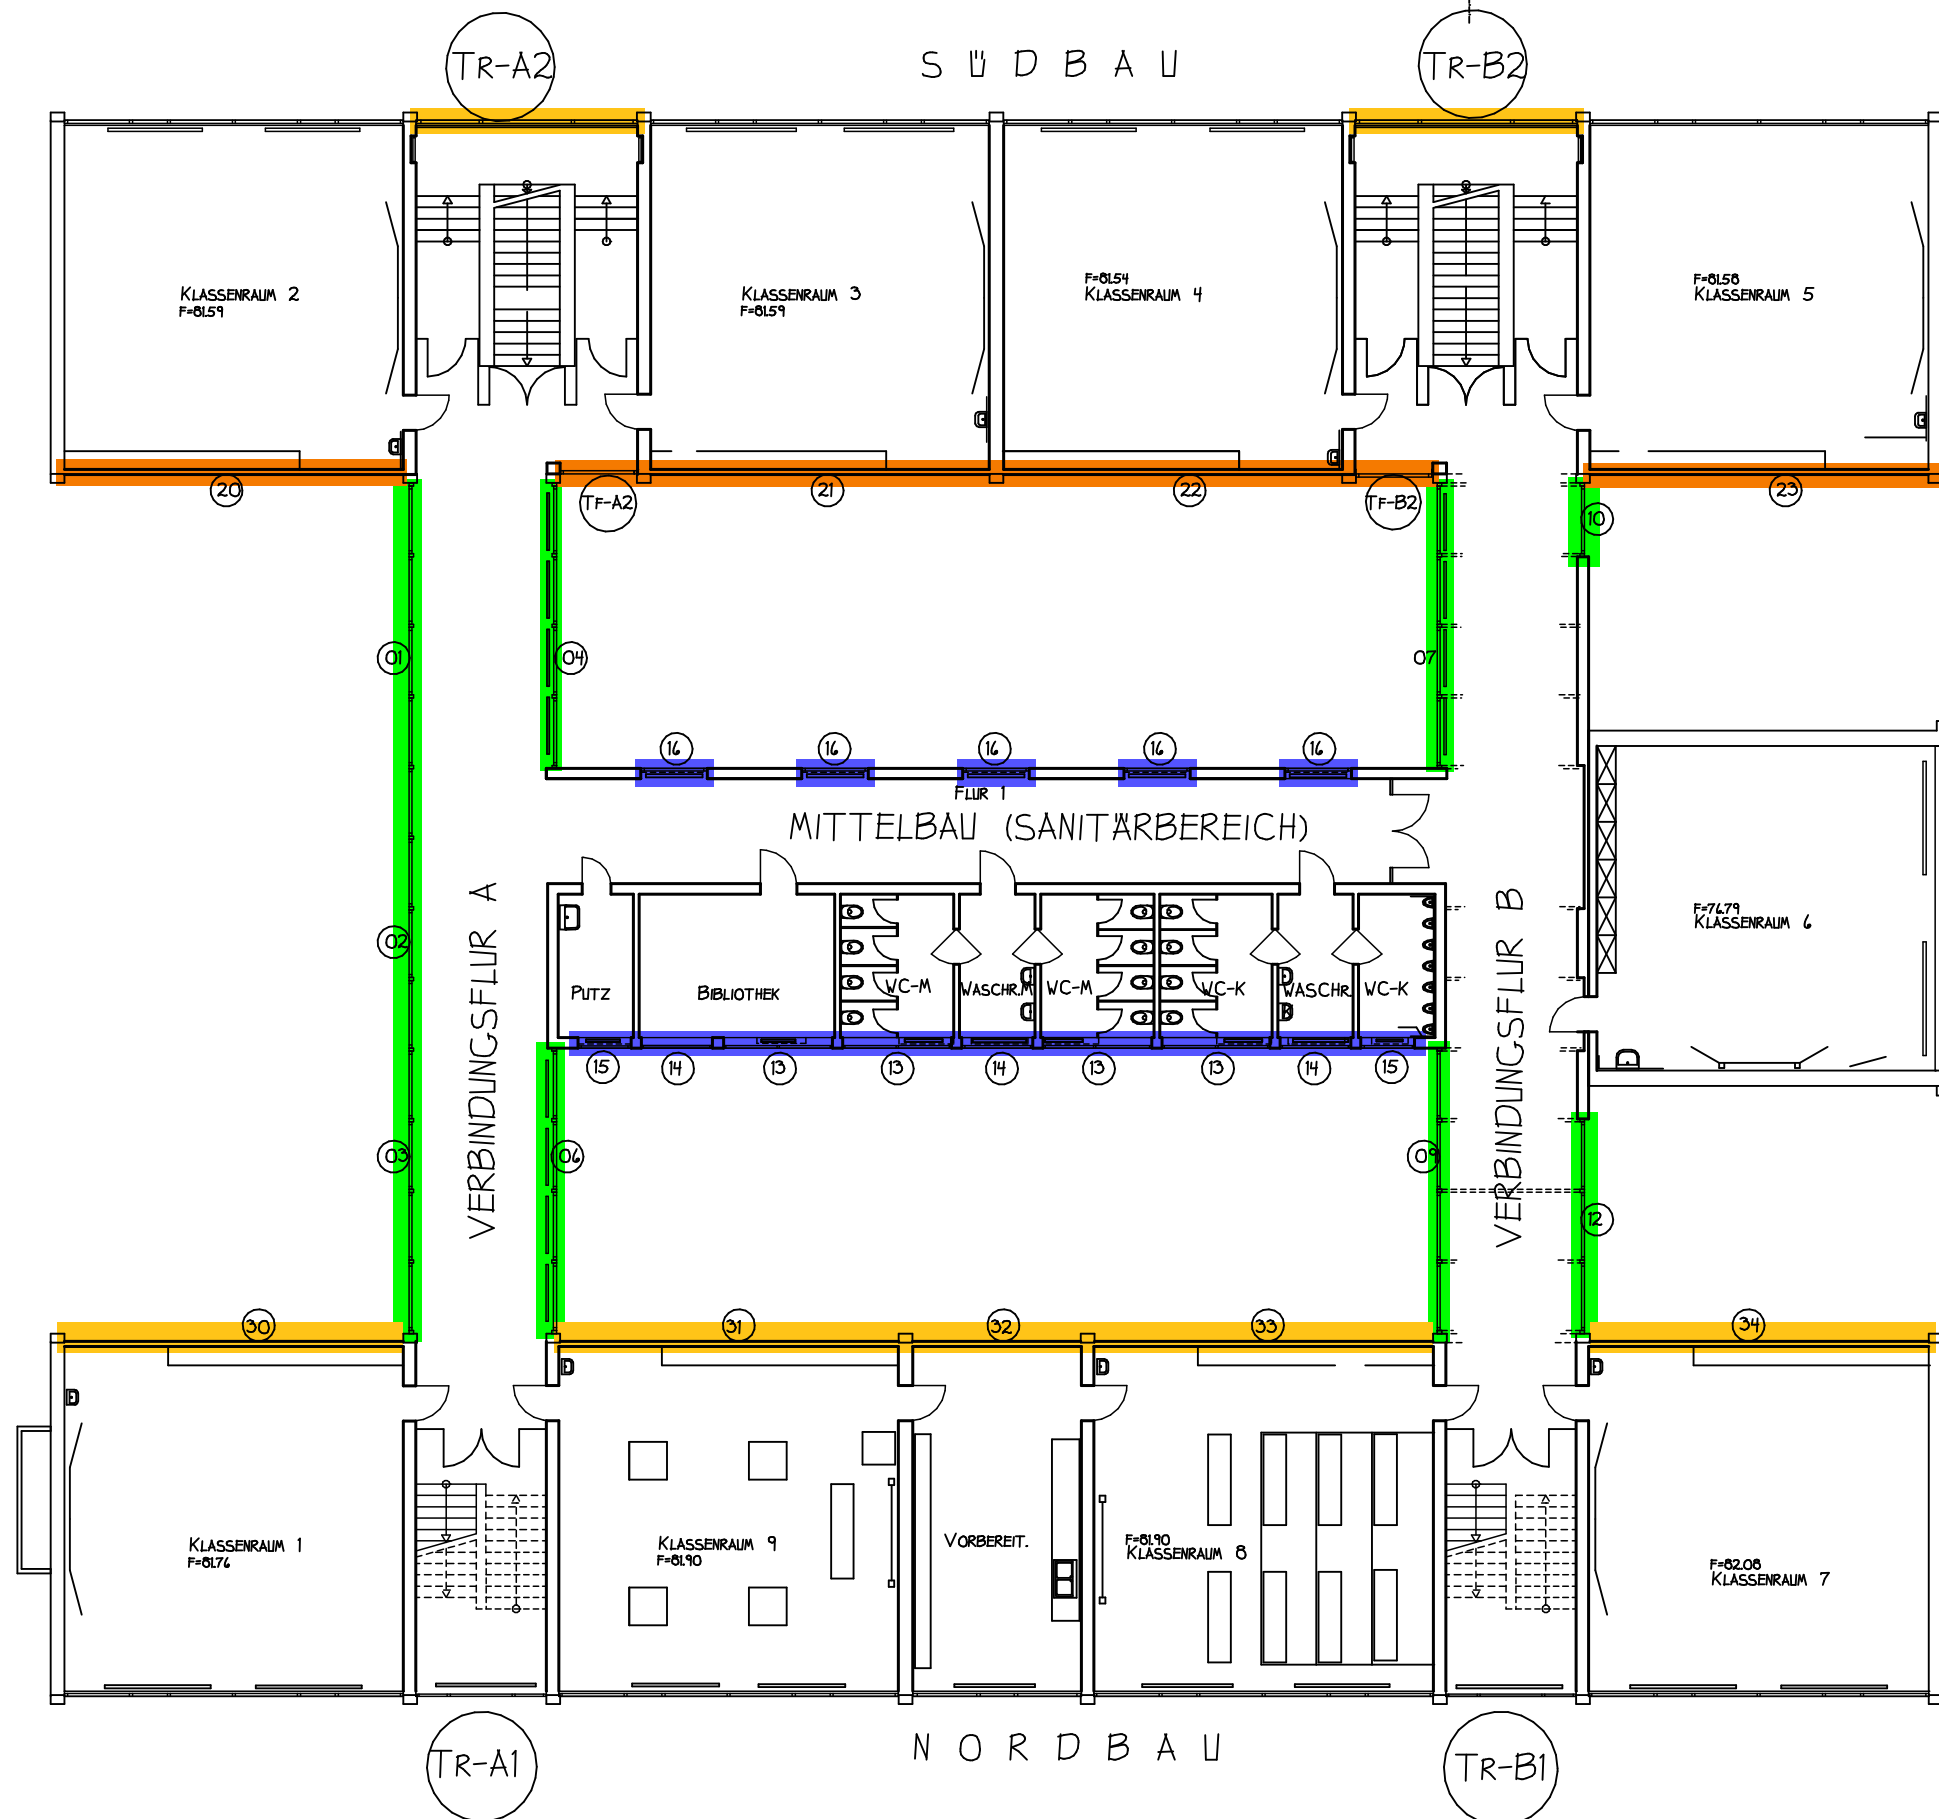 TR-A2
SÜDBAU
TR-B2
KLASSENRAUM 2
F=81.59
KLASSENRAUM 3
F=81.59
F=81.54
KLASSENRAUM 4
F=81.58
KLASSENRAUM 5
20
TF-A2
21
22
TF-B2
23
10
01
04
07
16
16
16
16
16
FLUR 1
MITTELBAU (SANITÄRBEREICH)
VERBINDUNGSFLUR A
VERBINDUNGSFLUR B
02
F=76.79
KLASSENRAUM 6
PUTZ
BIBLIOTHEK
WC-M
WASCHR.M
WC-M
WC-K
WASCHR.K
WC-K
15
14
13
13
14
13
13
14
15
03
06
09
12
30
31
32
33
34
KLASSENRAUM 1
F=81.76
KLASSENRAUM 9
F=81.90
VORBEREIT.
F=81.90
KLASSENRAUM 8
F=82.08
KLASSENRAUM 7
TR-A1
NORDBAU
TR-B1